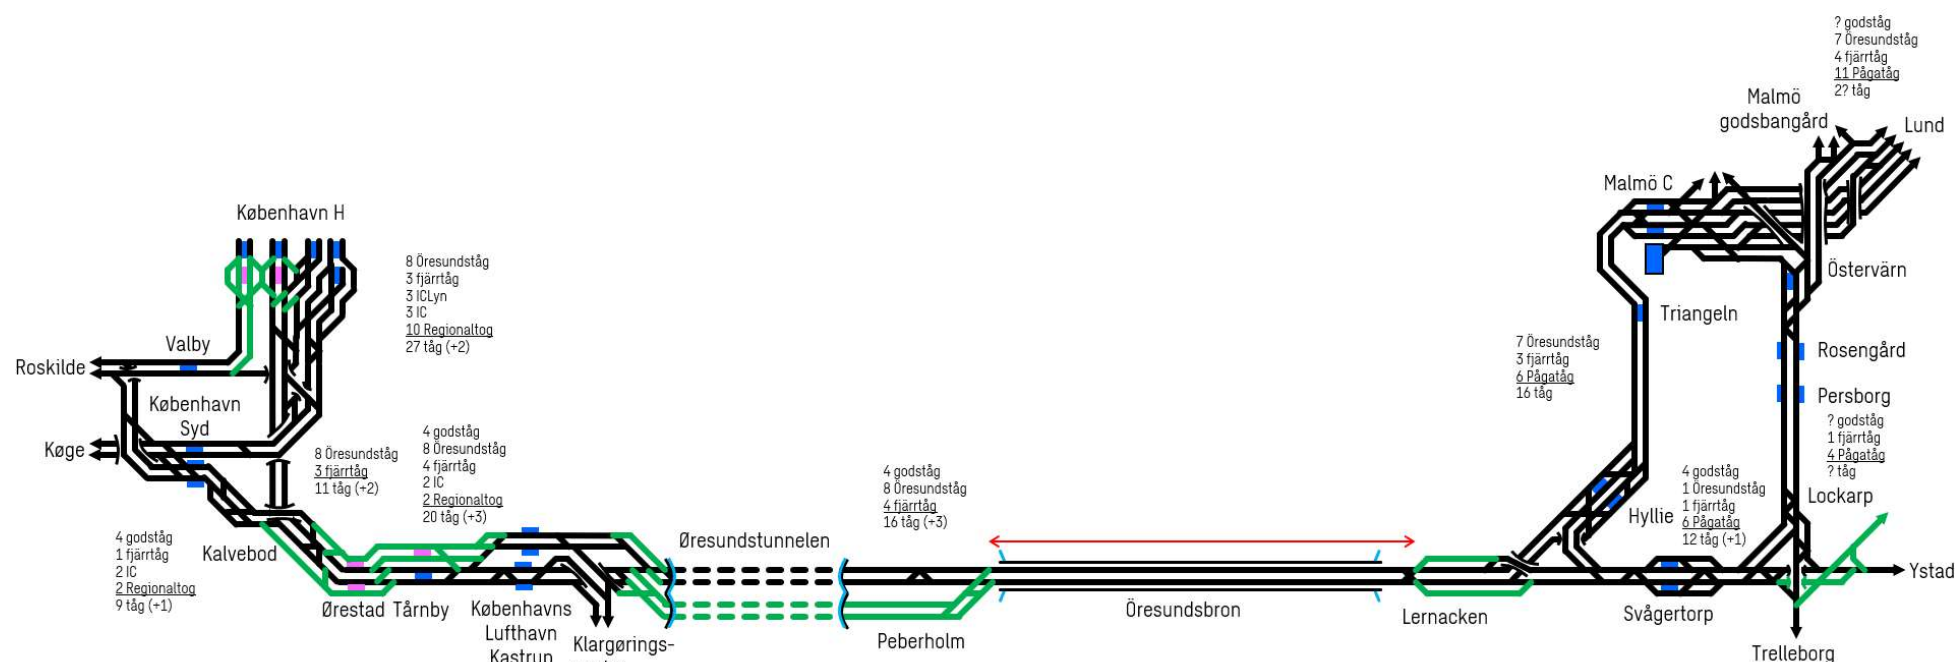 ? godståg
7 Öresundståg
4 fjärrtåg
11 Pågatåg
2? tåg
Malmö
godsbangård
Lund
Malmö C
København H
8 Öresundståg
3 fjärrtåg
3 ICLyn
3 IC
10 Regionaltog
27 tåg (+2)
Østervärn
Triangeln
Valby
Roskilde
7 Öresundståg
3 fjärrtåg
6 Pågatåg
16 tåg
Rosengård
Persborg
København
Syd
Køge
8 Öresundståg
3 fjärrtåg
11 tåg (+2)
4 godståg
8 Öresundståg
4 fjärrtåg
2 IC
2 Regionaltog
20 tåg (+3)
4 godståg
8 Öresundståg
4 fjärrtåg
16 tåg (+3)
4 godståg
1 Öresundståg
1 fjärrtåg
6 Pågatåg
12 tåg (+1)
? godståg
1 fjärrtåg
4 Pågatåg
? tåg
Lockarp
Hyllie
4 godståg
1 fjärrtåg
2 IC
2 Regionaltog
9 tåg (+1)
Kalvebod
Øresundstunnelen
Ystad
Ørestad
Tårnby
Københavns
Lufthavn
Kastrup
Klargørings-
Peberholm
Öresundsbron
Lernacken
Svågertorp
Trelleborg